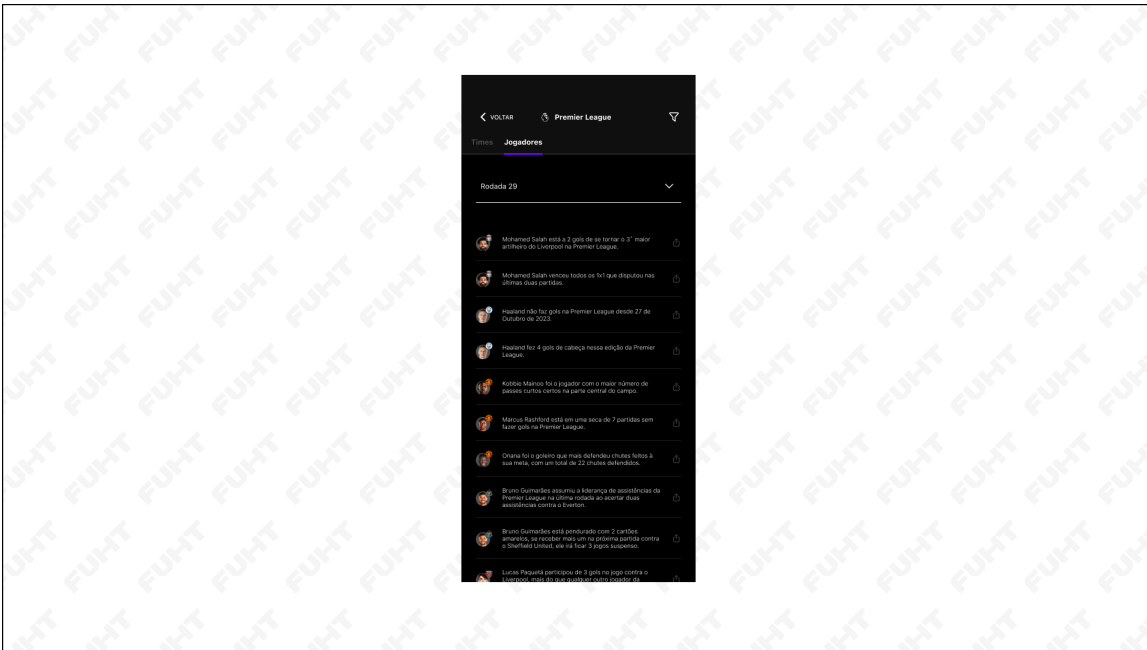 VOLTAR
Premier League
Times
Jogadores
Rodada 29
Mohamed Salah está a 2 gols de se tornar o 3° maior
artilheiro do Liverpool na Premier League.
Mohamed Salah venceu todos os 1x1 que disputou nas
últimas duas partidas.
Haaland não faz gols na Premier League desde 27 de
Outubro de 2023.
Haaland fez 4 gols de cabeça nessa edição da Premier
League.
Kobbie Mainoo foi o jogador com o maior número de
passes curtos certos na parte central do campo.
Marcus Rashford está em uma seca de 7 partidas sem
fazer gols na Premier League.
Onana foi o goleiro que mais defendeu chutes feitos à
sua meta, com um total de 22 chutes defendidos.
Bruno Guimarães assumiu a liderança de assistências da
Premier League na última rodada ao acertar duas
assistências contra o Everton.
Bruno Guimarães está pendurado com 2 cartões
amarelos, se receber mais um na próxima partida contra
o Sheffield United, ele irá ficar 3 jogos suspenso.
Lucas Paquetá participou de 3 gols no jogo contra o
Liverpool, mais do que qualquer outro jogador da
FUHT